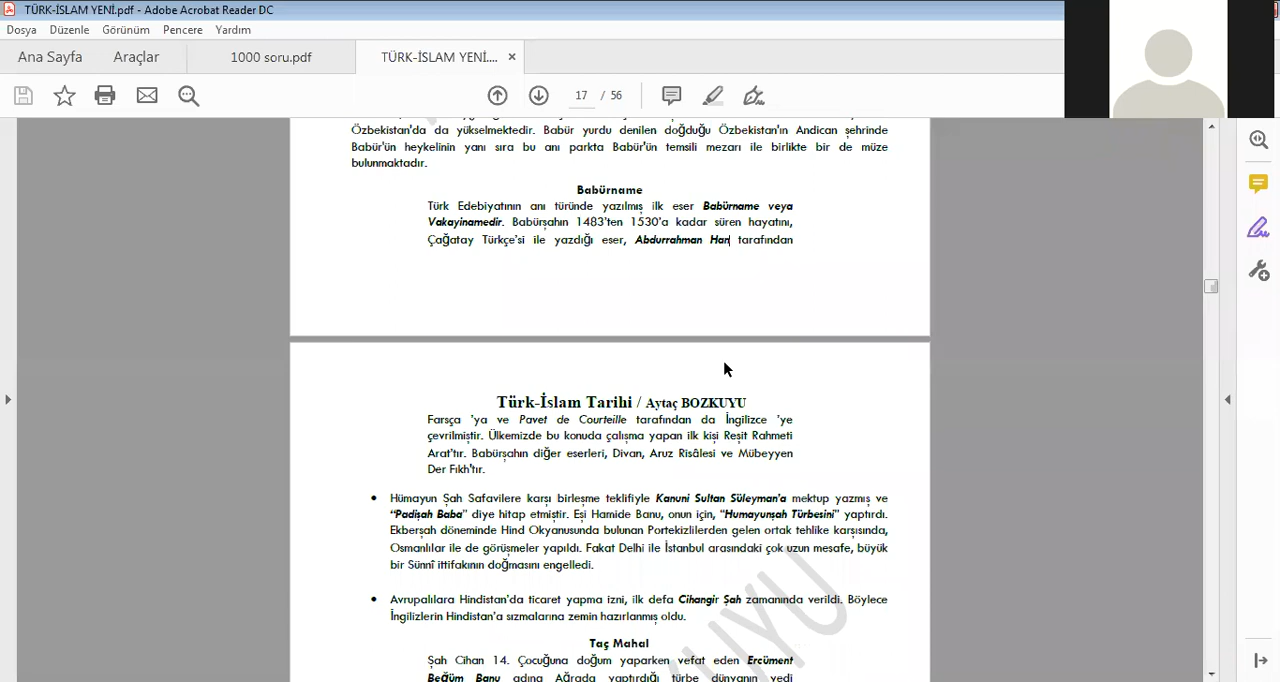 TÜRK-İSLAM YENİ.pdf - Adobe Acrobat Reader DC
Dosya Düzenle Görünüm Pencere Yardım
Ana Sayfa Araçlar 1000 soru.pdf TÜRK-İSLAM YENİ.... ×
17 / 56
Özbekistan'da da yükselmektedir. Babür yurdu denilen doğduğu Özbekistan'ın Andican şehrinde
Babür'ün heykelinin yanı sıra bu anı parkta Babür'ün temsili mezarı ile birlikte bir de müze
bulunmaktadır.
Babürname
Türk Edebiyatının anı türünde yazılmış ilk eser Babürname veya
Vakayinamedir. Babürşahın 1483'ten 1530'a kadar süren hayatını,
Çağatay Türkçe'si ile yazdığı eser, Abdurrahman Han tarafından
Türk-İslam Tarihi / Aytaç BOZKUYU
Farsça 'ya ve Pavet de Courteille tarafından da İngilizce 'ye
çevrilmiştir. Ülkemizde bu konuda çalışma yapan ilk kişi Reşit Rahmeti
Arat'tır. Babürşahın diğer eserleri, Divan, Aruz Risâlesi ve Mübeyyen
Der Fıkh'tır.
• Hümayun Şah Safavilere karşı birleşme teklifiyle Kanuni Sultan Süleyman'a mektup yazmış ve
"Padişah Baba" diye hitap etmiştir. Eşi Hamide Banu, onun için, "Humayunşah Türbesini" yaptırdı.
Ekberşah döneminde Hind Okyanusunda bulunan Portekizlilerden gelen ortak tehlike karşısında,
Osmanlılar ile de görüşmeler yapıldı. Fakat Delhi ile İstanbul arasındaki çok uzun mesafe, büyük
bir Sünnî ittifakının doğmasını engelledi.
• Avrupalılara Hindistan'da ticaret yapma izni, ilk defa Cihangir Şah zamanında verildi. Böylece
İngilizlerin Hindistan'a sızmalarına zemin hazırlanmış oldu.
Taç Mahal
Şah Cihan 14. Çocuğuna doğum yaparken vefat eden Ercüment
Beğüm Banu adına Ağrada yaptırdığı türbe dünyanın yedi